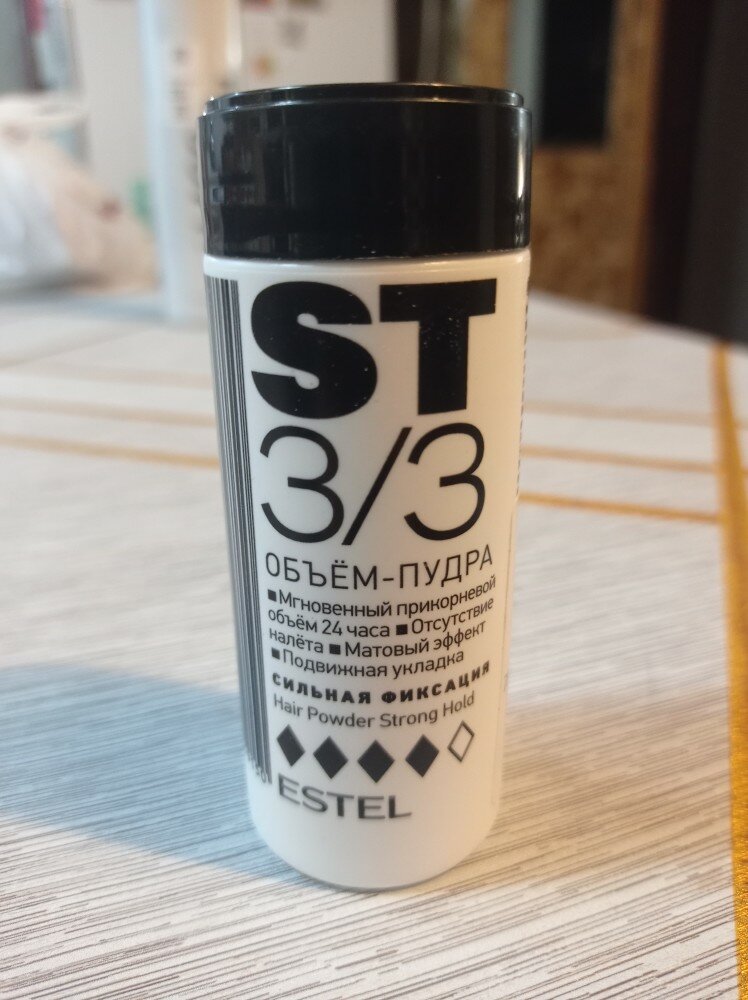 ST
3/3
ОБЪЁМ-ПУДРА
■Мгновенный прикорневой
объём 24 часа ■Отсутствие
налёта ■Матовый эффект
■Подвижная укладка
СИЛЬНАЯ ФИКСАЦИЯ
Hair Powder Strong Hold
ESTEL